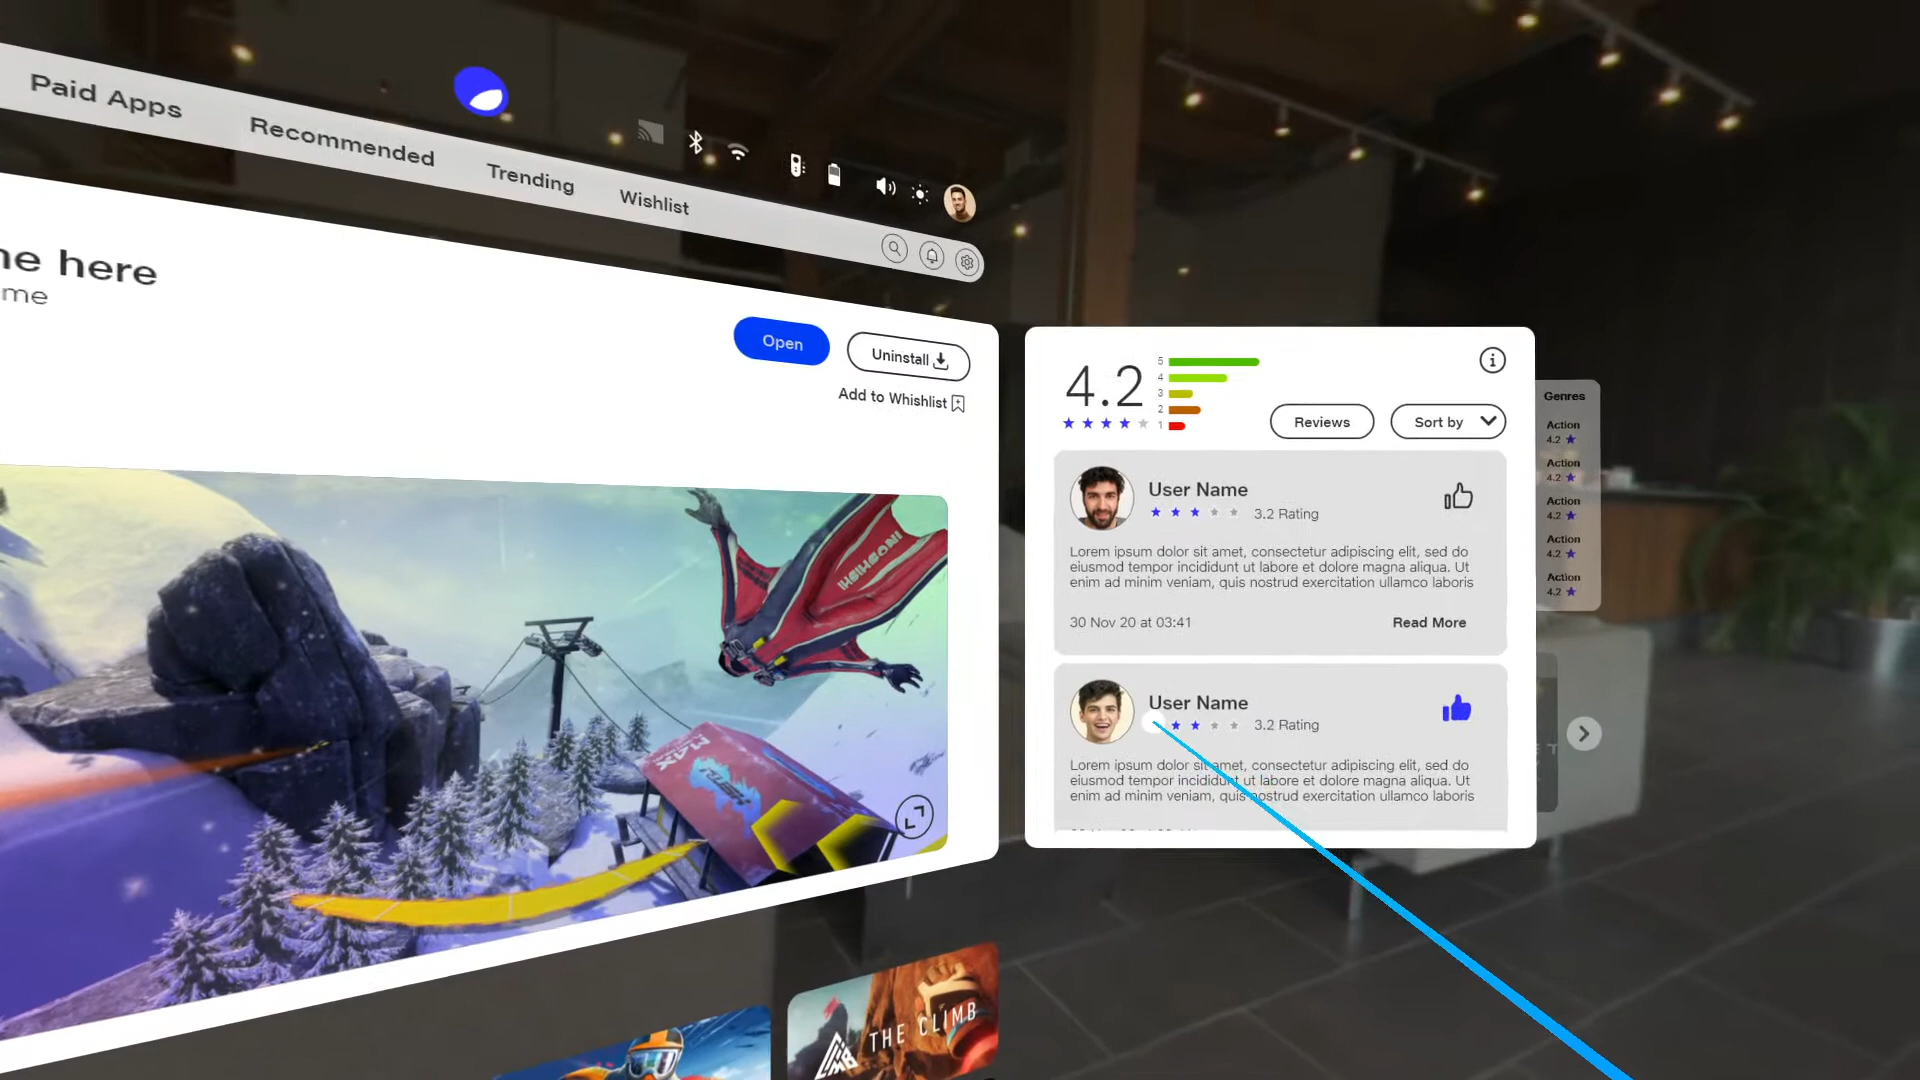 Paid Apps
Recommended
Trending
Wishlist
ne here
me
Open
Uninstall
Add to Whishlist
INOSHISHI
MAX
THE CLIMB
4.2
5
4
3
2
1
Reviews
Sort by
User Name
3.2 Rating
Lorem ipsum dolor sit amet, consectetur adipiscing elit, sed do
eiusmod tempor incididunt ut labore et dolore magna aliqua. Ut
enim ad minim veniam, quis nostrud exercitation ullamco laboris
30 Nov 20 at 03:41
Read More
User Name
3.2 Rating
Lorem ipsum dolor sit amet, consectetur adipiscing elit, sed do
eiusmod tempor incididunt ut labore et dolore magna aliqua. Ut
enim ad minim veniam, quis nostrud exercitation ullamco laboris
Genres
Action
4.2
Action
4.2
Action
4.2
Action
4.2
Action
4.2